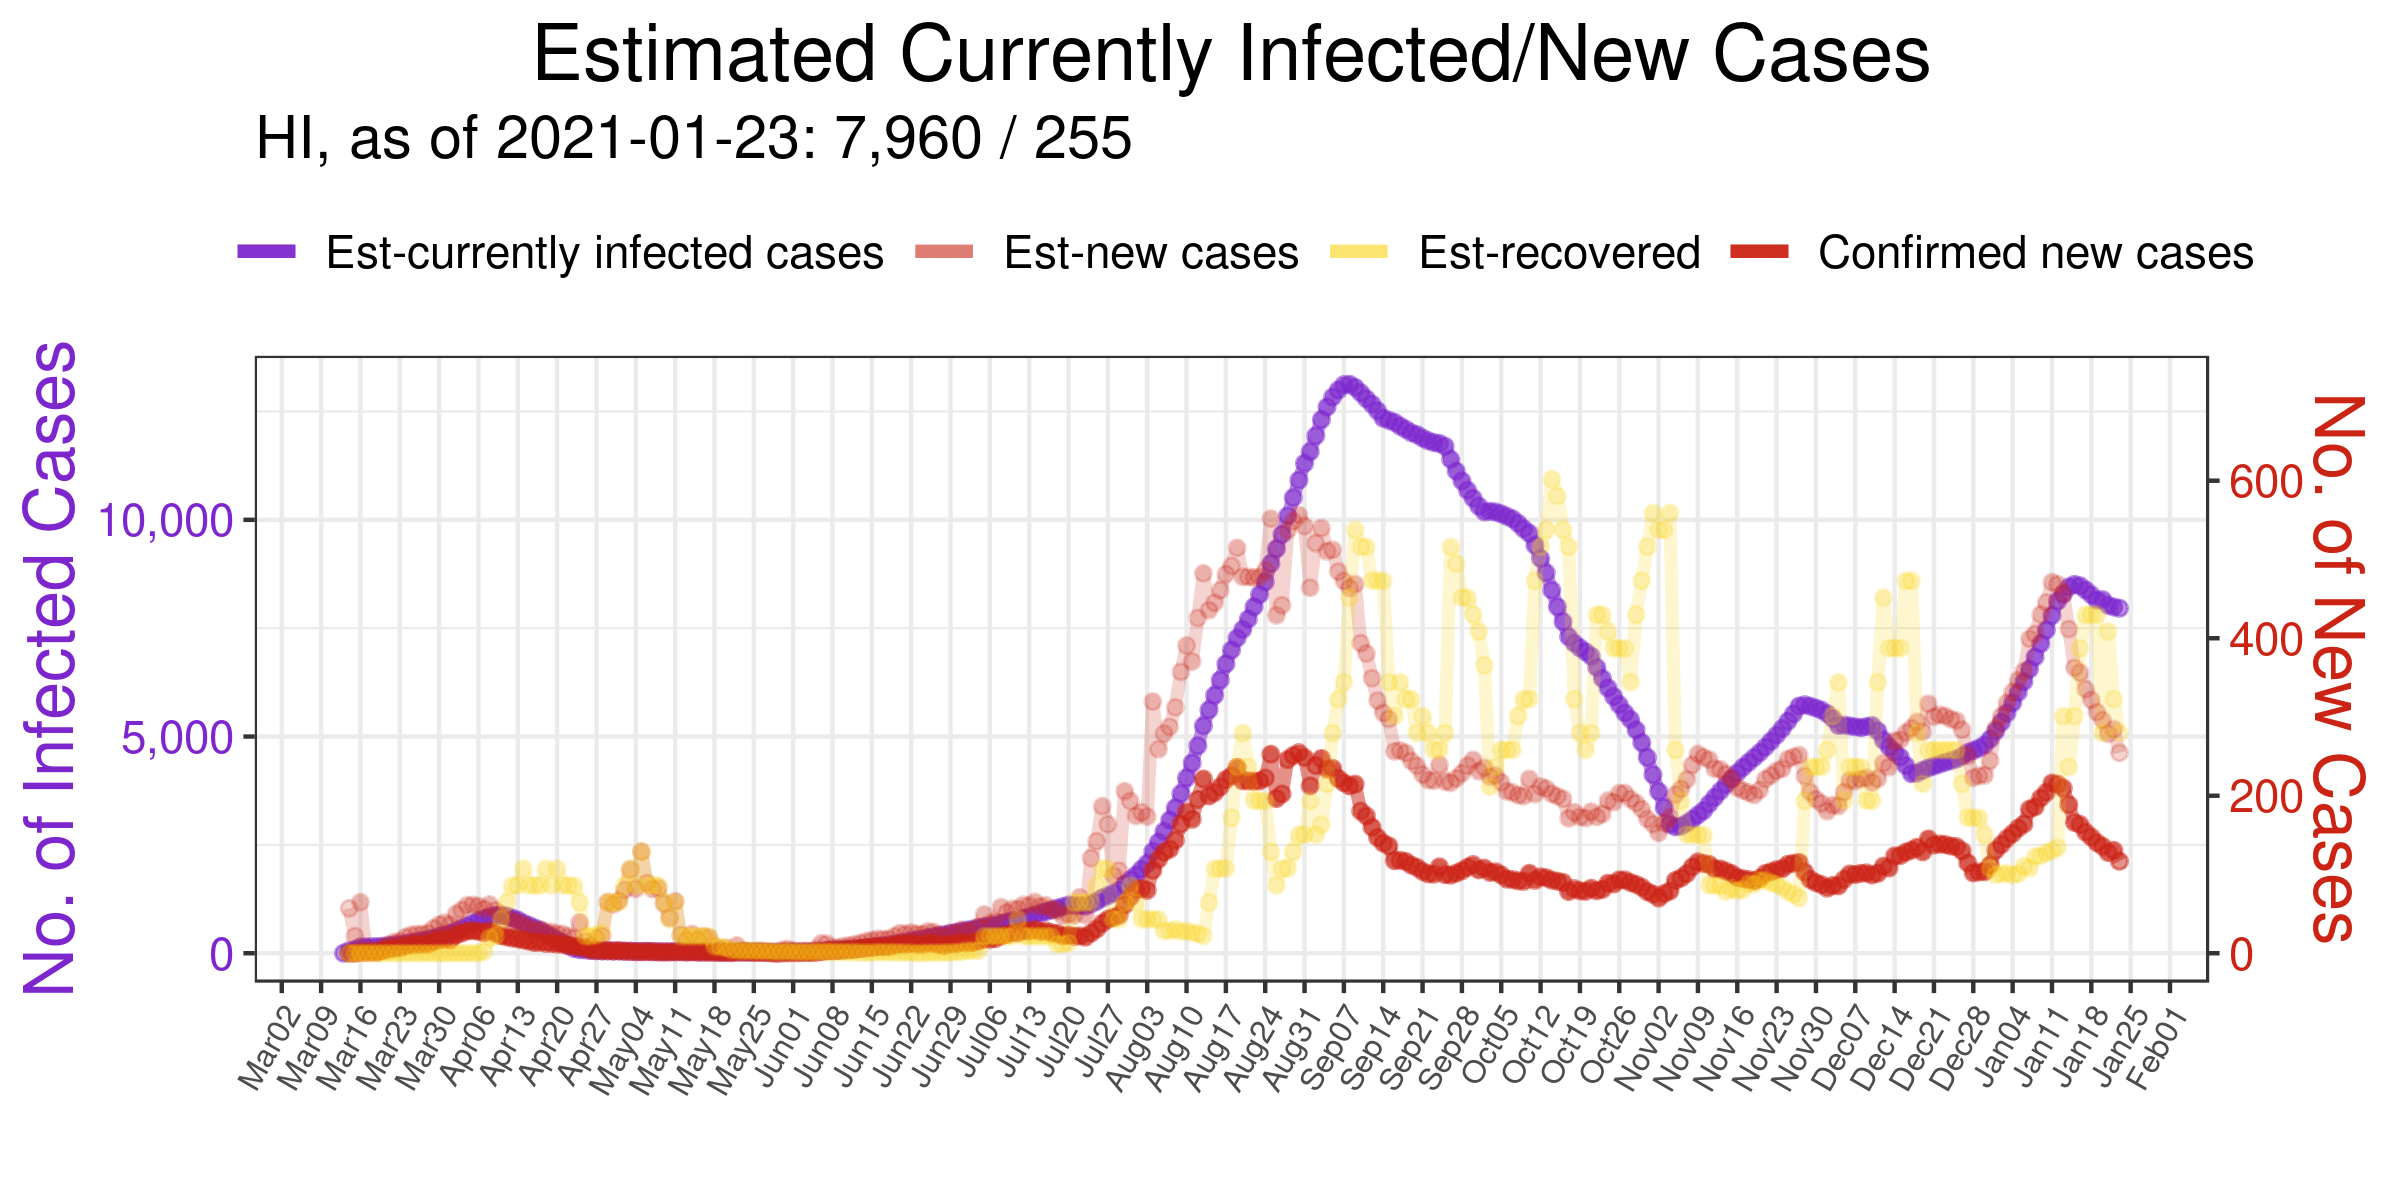 Estimated Currently Infected/New Cases
HI, as of 2021-01-23: 7,960 / 255
Est-currently infected cases Est-new cases Est-recovered Confirmed new cases
No. of Infected Cases
10,000
5,000
0
600
400
200
0
No. of New Cases
Mar02 Mar09 Mar16 Mar23 Mar30 Apr06 Apr13 Apr20 Apr27 May04 May11 May18 May25 Jun01 Jun08 Jun15 Jun22 Jun29 Jul06 Jul13 Jul20 Jul27 Aug03 Aug10 Aug17 Aug24 Aug31 Sep07 Sep14 Sep21 Sep28 Oct05 Oct12 Oct19 Oct26 Nov02 Nov09 Nov16 Nov23 Nov30 Dec07 Dec14 Dec21 Dec28 Jan04 Jan11 Jan18 Jan25 Feb01